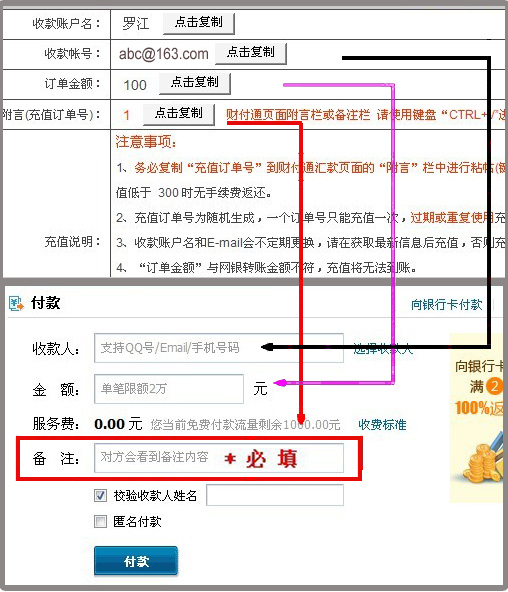 收款账户名： 罗江 点击复制
收款帐号： abc@163.com 点击复制
订单金额： 100 点击复制
附言(充值订单号)： 1 点击复制 财付通页面附言栏或备注栏 请使用键盘“CTRL+V”进
注意事项：
1、务必复制“充值订单号”到财付通汇款页面的“附言”栏中进行粘帖(键
值低于 300时无手续费返还。
2、充值订单号为随机生成，一个订单号只能充值一次，过期或重复使用充
充值说明： 3、收款账户名和E-mail会不定期更换，请在获取最新信息后充值，否则充
4、“订单金额”与网银转账金额不符，充值将无法到账。
付款 向银行卡付款
收款人： 支持QQ号/Email/手机号码 选择收款人
金 额： 单笔限额2万 元
向银行卡
满2
100%返
服务费： 0.00 元 您当前免费付款流量剩余1000.00元 收费标准
备 注： 对方会看到备注内容 * 必 填
校验收款人姓名
匿名付款
付款